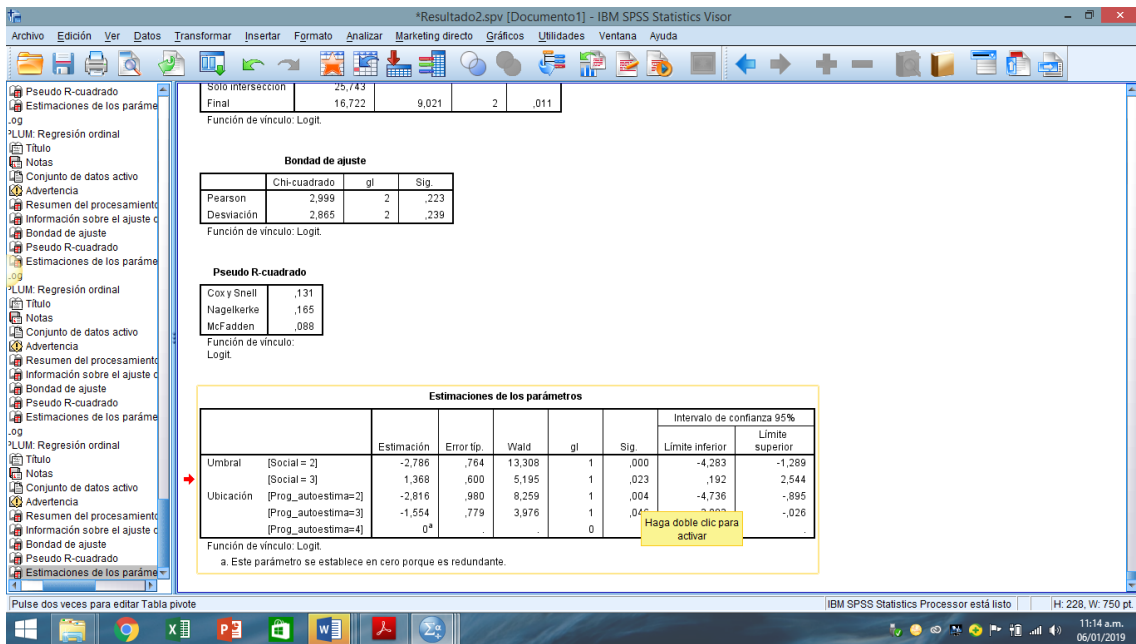 *Resultado2.spv [Documento1] - IBM SPSS Statistics Visor
Archivo Edición Ver Datos Transformar Insertar Formato Analizar Marketing directo Gráficos Utilidades Ventana Ayuda
Pseudo R-cuadrado
Estimaciones de los paráme
.og
PLUM: Regresión ordinal
Título
Notas
Conjunto de datos activo
Advertencia
Resumen del procesamiento
Información sobre el ajuste d
Bondad de ajuste
Pseudo R-cuadrado
Estimaciones de los paráme
.og
PLUM: Regresión ordinal
Título
Notas
Conjunto de datos activo
Advertencia
Resumen del procesamiento
Información sobre el ajuste d
Bondad de ajuste
Pseudo R-cuadrado
Estimaciones de los paráme
.og
PLUM: Regresión ordinal
Título
Notas
Conjunto de datos activo
Advertencia
Resumen del procesamiento
Información sobre el ajuste d
Bondad de ajuste
Pseudo R-cuadrado
Estimaciones de los paráme
Sólo intersección 25,743
Final 16,722 9,021 2 ,011
Función de vínculo: Logit.
Bondad de ajuste
Chi-cuadrado gl Sig.
Pearson 2,999 2 ,223
Desviación 2,865 2 ,239
Función de vínculo: Logit.
Pseudo R-cuadrado
Cox y Snell ,131
Nagelkerke ,165
McFadden ,088
Función de vínculo:
Logit.
Estimaciones de los parámetros
Intervalo de confianza 95%
Estimación Error típ. Wald gl Sig. Límite inferior Límite superior
Umbral [Social = 2] -2,786 ,764 13,308 1 ,000 -4,283 -1,289
[Social = 3] 1,368 ,600 5,195 1 ,023 ,192 2,544
Ubicación [Prog_autoestima=2] -2,816 ,980 8,259 1 ,004 -4,736 -,895
[Prog_autoestima=3] -1,554 ,779 3,976 1 ,046 -,026
[Prog_autoestima=4] 0a . . 0 . . .
Haga doble clic para
activar
Función de vínculo: Logit.
a. Este parámetro se establece en cero porque es redundante.
Pulse dos veces para editar Tabla pivote
IBM SPSS Statistics Processor está listo
H: 228, W: 750 pt.
11:14 a.m.
06/01/2019